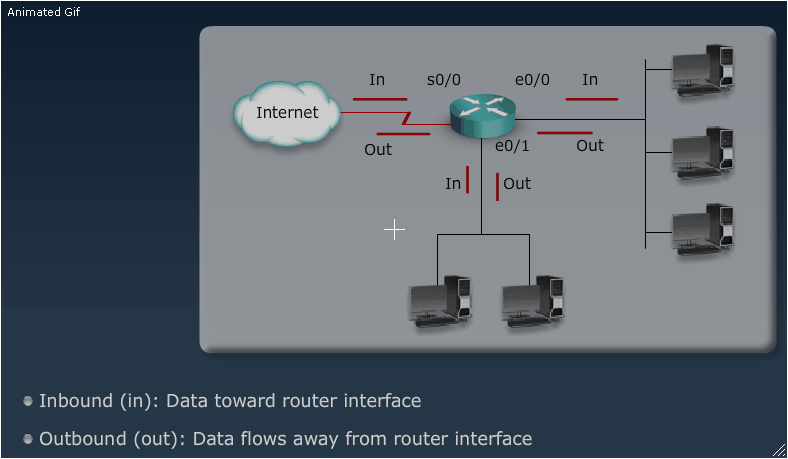 Animated Gif
In
s0/0
e0/0
In
Internet
Out
e0/1
Out
In
Out
Inbound (in): Data toward router interface
Outbound (out): Data flows away from router interface